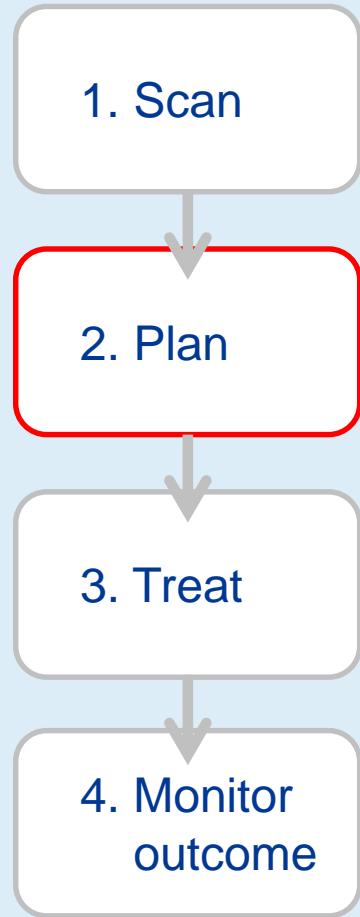 1. Scan
2. Plan
3. Treat
4. Monitor
outcome